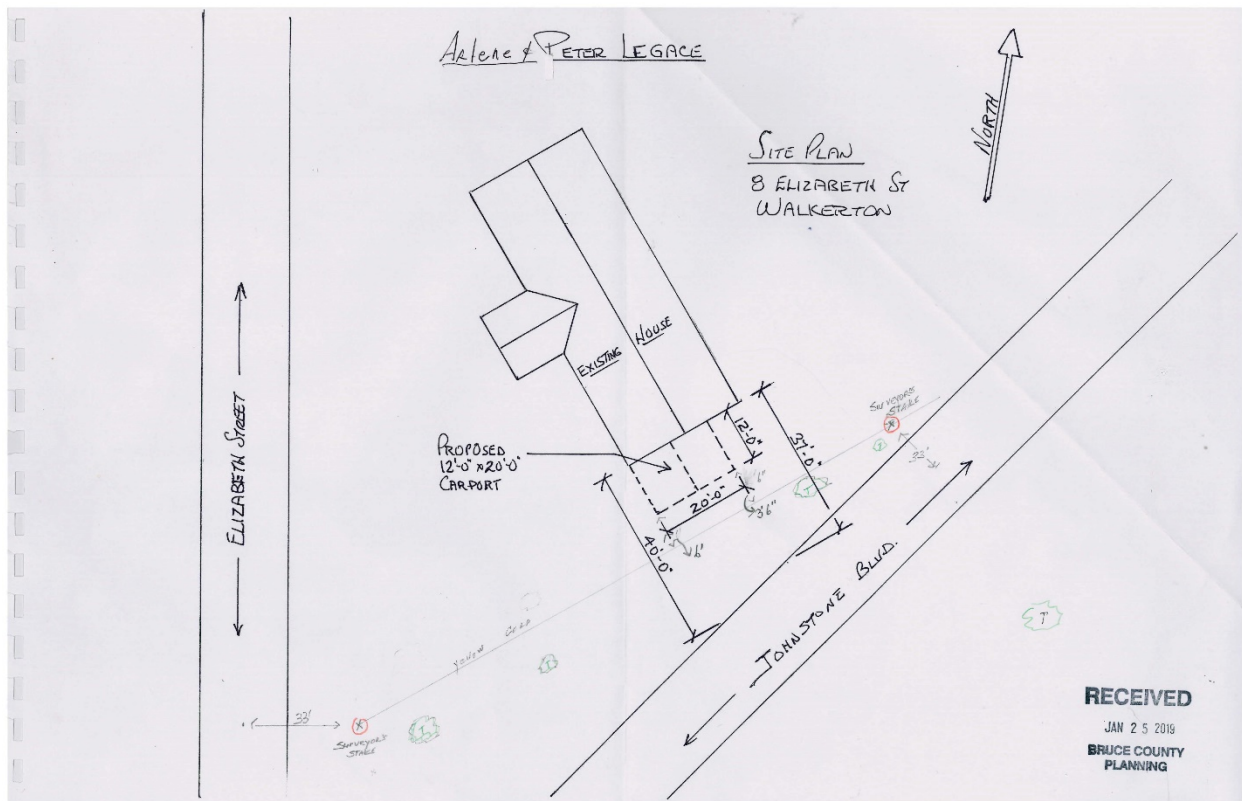 Arlene & PETER LEGACE
SITE PLAN
8 ELIZABETH ST
WALKERTON
NORTH
ELIZABETH STREET
EXISTING HOUSE
PROPOSED
12'-0" x 20'-0"
CARPORT
12'-0"
37'-0"
20'-0"
40'-0"
3'6"
6'
SURVEYORS
STAKE
33'
T
T
T
T
T
JOHNSTONE BLVD.
33'
SURVEYORS
STAKE
RECEIVED
JAN 25 2019
BRUCE COUNTY
PLANNING